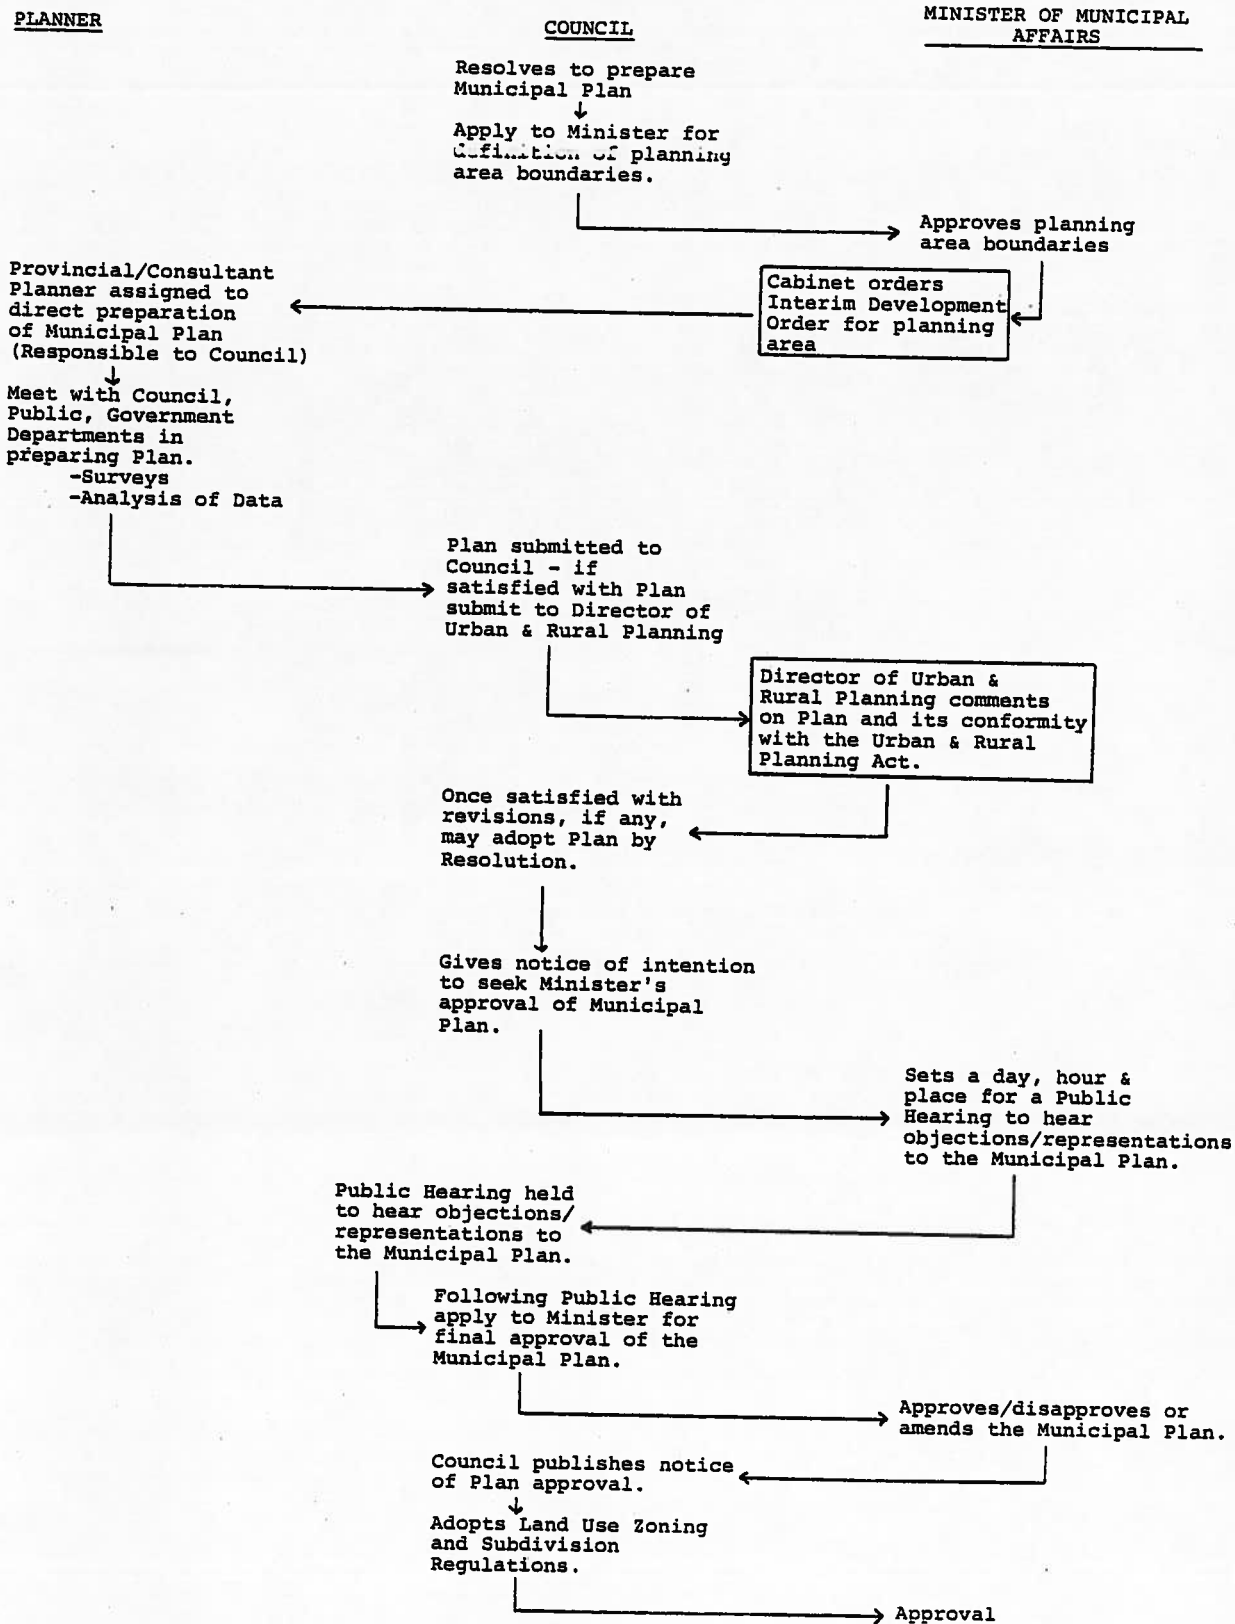 PLANNER
COUNCIL
MINISTER OF MUNICIPAL
AFFAIRS
Resolves to prepare
Municipal Plan
Apply to Minister for
definition of planning
area boundaries.
Approves planning
area boundaries
Cabinet orders
Interim Development
Order for planning
area
Provincial/Consultant
Planner assigned to
direct preparation
of Municipal Plan
(Responsible to Council)
Meet with Council,
Public, Government
Departments in
preparing Plan.
-Surveys
-Analysis of Data
Plan submitted to
Council - if
satisfied with Plan
submit to Director of
Urban & Rural Planning
Director of Urban &
Rural Planning comments
on Plan and its conformity
with the Urban & Rural
Planning Act.
Once satisfied with
revisions, if any,
may adopt Plan by
Resolution.
Gives notice of intention
to seek Minister's
approval of Municipal
Plan.
Sets a day, hour &
place for a Public
Hearing to hear
objections/representations
to the Municipal Plan.
Public Hearing held
to hear objections/
representations to
the Municipal Plan.
Following Public Hearing
apply to Minister for
final approval of the
Municipal Plan.
Approves/disapproves or
amends the Municipal Plan.
Council publishes notice
of Plan approval.
Adopts Land Use Zoning
and Subdivision
Regulations.
Approval